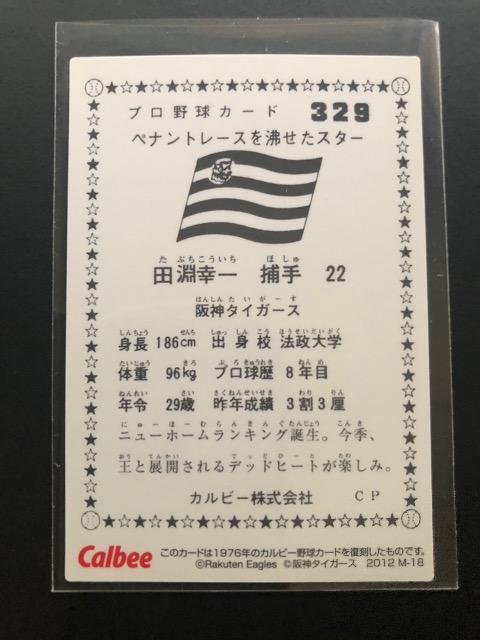 プロ野球カード 329
ペナントレースを沸せたスター
たぶちこういち ほしゅ
田淵幸一 捕手 22
はんしんたいがーす
阪神タイガース
しんちょう せんち しゅっしんこう ほうせいだいがく
身長 186cm 出身校 法政大学
たいじゅう きろ ぷろきゅうれき ねんめ
体重 96kg プロ球歴 8年目
ねんれい さい さくねんせいせき わり りん
年令 29歳 昨年成績 3割3厘
にゅーほーむらんきんぐたんじょう こんき
ニューホームランキング誕生。今季、
おう てんかい でっどひーと たの
王と展開されるデッドヒートが楽しみ。
カルビー株式会社 CP
Calbee
このカードは1976年のカルビー野球カードを復刻したものです。
©Rakuten Eagles ©阪神タイガース 2012 M-18